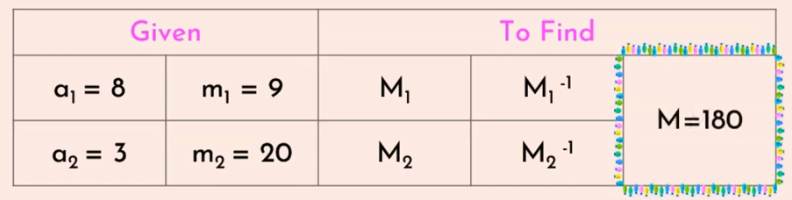 Given To Find
a₁ = 8 m₁ = 9 M₁ M₁⁻¹
M=180
a₂ = 3 m₂ = 20 M₂ M₂⁻¹